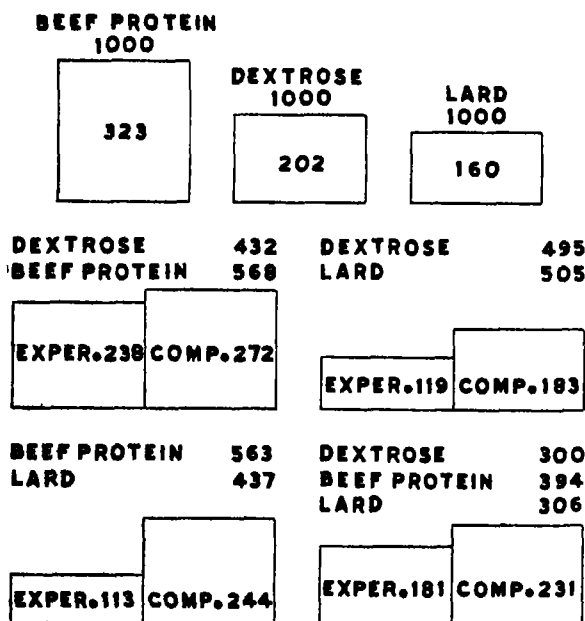 BEEF PROTEIN
1000
323
DEXTROSE
1000
202
LARD
1000
160
DEXTROSE 432
BEEF PROTEIN 568
EXPER.238 COMP.272
DEXTROSE 495
LARD 505
EXPER.119 COMP.183
BEEF PROTEIN 563
LARD 437
EXPER.113 COMP.244
DEXTROSE 300
BEEF PROTEIN 394
LARD 306
EXPER.181 COMP.231